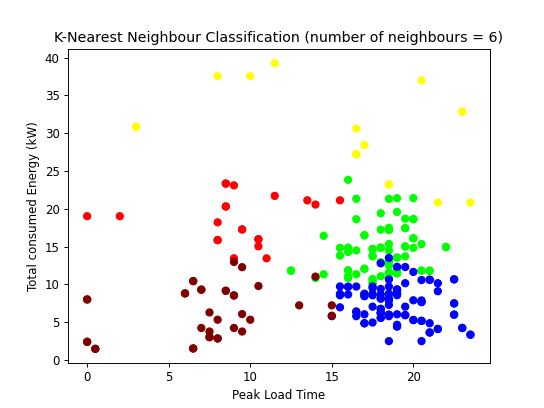 K-Nearest Neighbour Classification (number of neighbours = 6)
40
35
30
25
20
15
10
5
0
Total consumed Energy (kW)
0 5 10 15 20
Peak Load Time